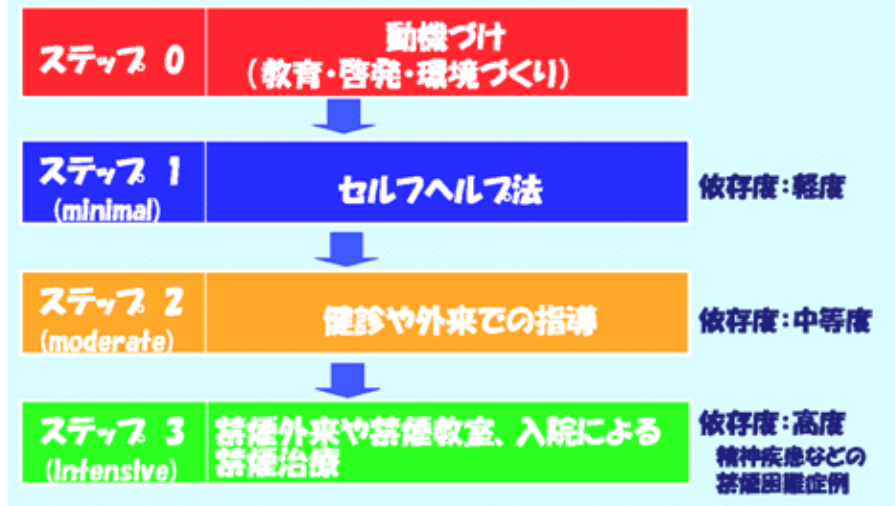 ステップ 0
動機づけ
（教育・啓発・環境づくり）
ステップ 1
(minimal)
セルフヘルプ法
依存度：軽度
ステップ 2
(moderate)
健診や外来での指導
依存度：中等度
ステップ 3
(intensive)
禁煙外来や禁煙教室、入院による
禁煙治療
依存度：高度
精神疾患などの
禁煙困難症例